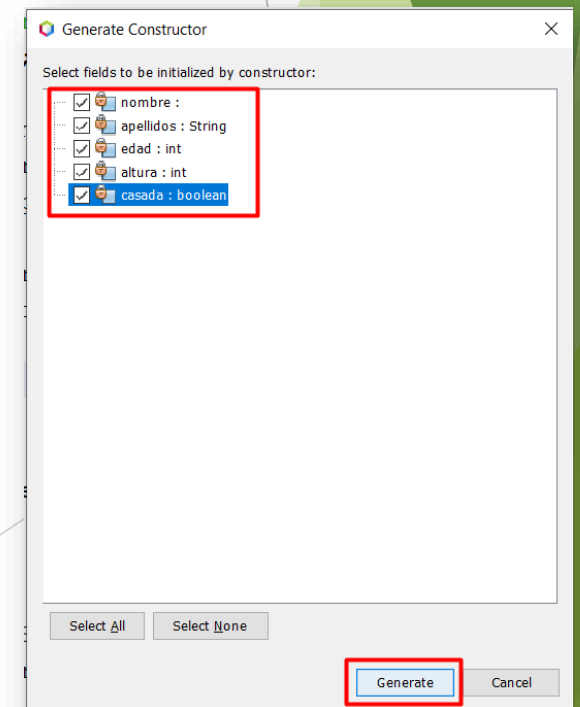 Generate Constructor
Select fields to be initialized by constructor:
nombre :
apellidos : String
edad : int
altura : int
casada : boolean
Select All Select None
Generate Cancel